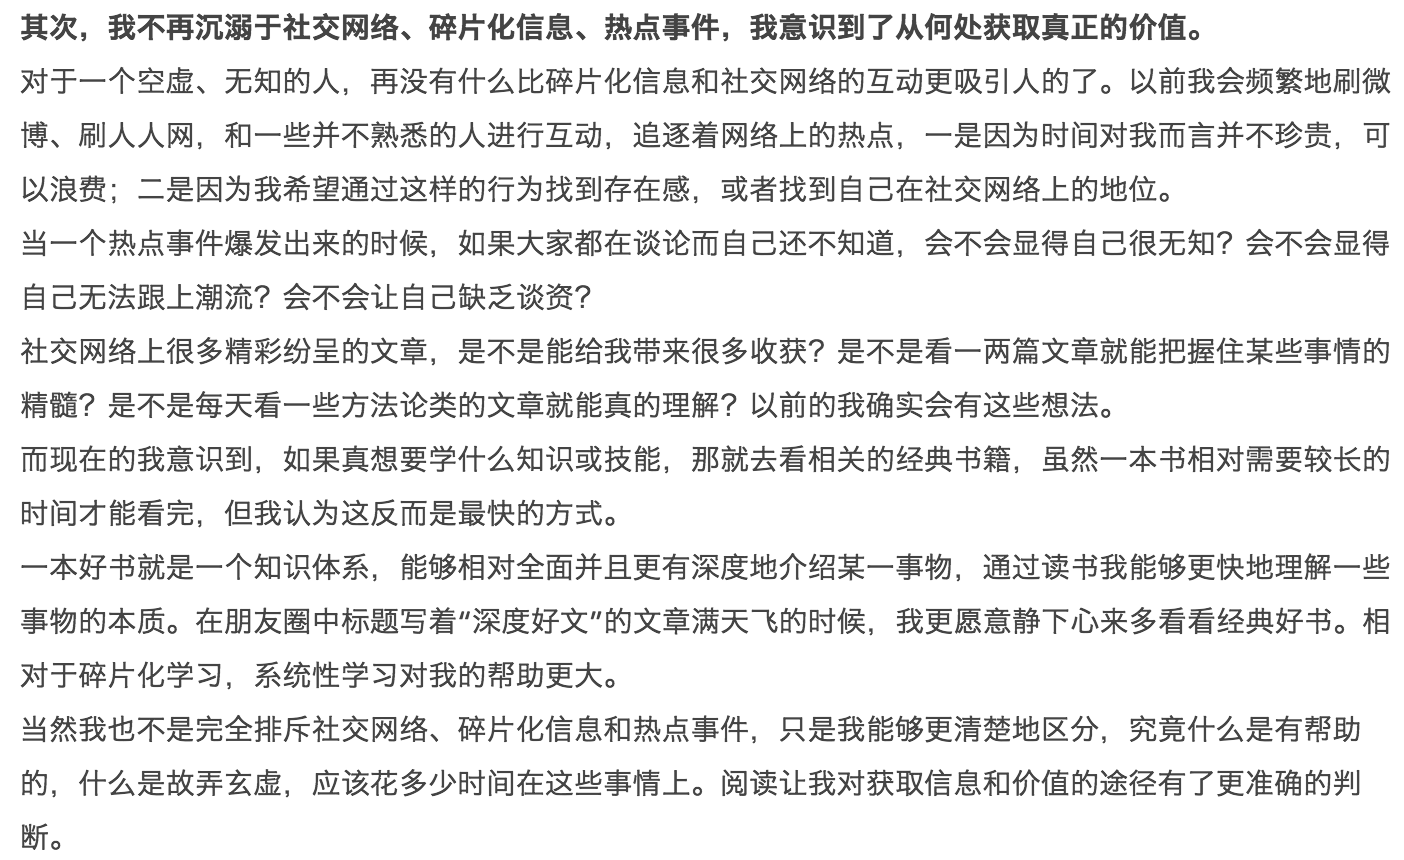 其次，我不再沉溺于社交网络、碎片化信息、热点事件，我意识到了从何处获取真正的价值。
对于一个空虚、无知的人，再没有什么比碎片化信息和社交网络的互动更吸引人的了。以前我会频繁地刷微
博、刷人人网，和一些并不熟悉的人进行互动，追逐着网络上的热点，一是因为时间对我而言并不珍贵，可
以浪费；二是因为我希望通过这样的行为找到存在感，或者找到自己在社交网络上的地位。
当一个热点事件爆发出来的时候，如果大家都在谈论而自己还不知道，会不会显得自己很无知？会不会显得
自己无法跟上潮流？会不会让自己缺乏谈资？
社交网络上很多精彩纷呈的文章，是不是能给我带来很多收获？是不是看一两篇文章就能把握住某些事情的
精髓？是不是每天看一些方法论类的文章就能真的理解？以前的我确实会有这些想法。
而现在的我意识到，如果真想要学什么知识或技能，那就去看相关的经典书籍，虽然一本书相对需要较长的
时间才能看完，但我认为这反而是最快的方式。
一本好书就是一个知识体系，能够相对全面并且更有深度地介绍某一事物，通过读书我能够更快地理解一些
事物的本质。在朋友圈中标题写着“深度好文”的文章满天飞的时候，我更愿意静下心来多看看经典好书。相
对于碎片化学习，系统性学习对我的帮助更大。
当然我也不是完全排斥社交网络、碎片化信息和热点事件，只是我能够更清楚地区分，究竟什么是有帮助
的，什么是故弄玄虚，应该花多少时间在这些事情上。阅读让我对获取信息和价值的途径有了更准确的判
断。